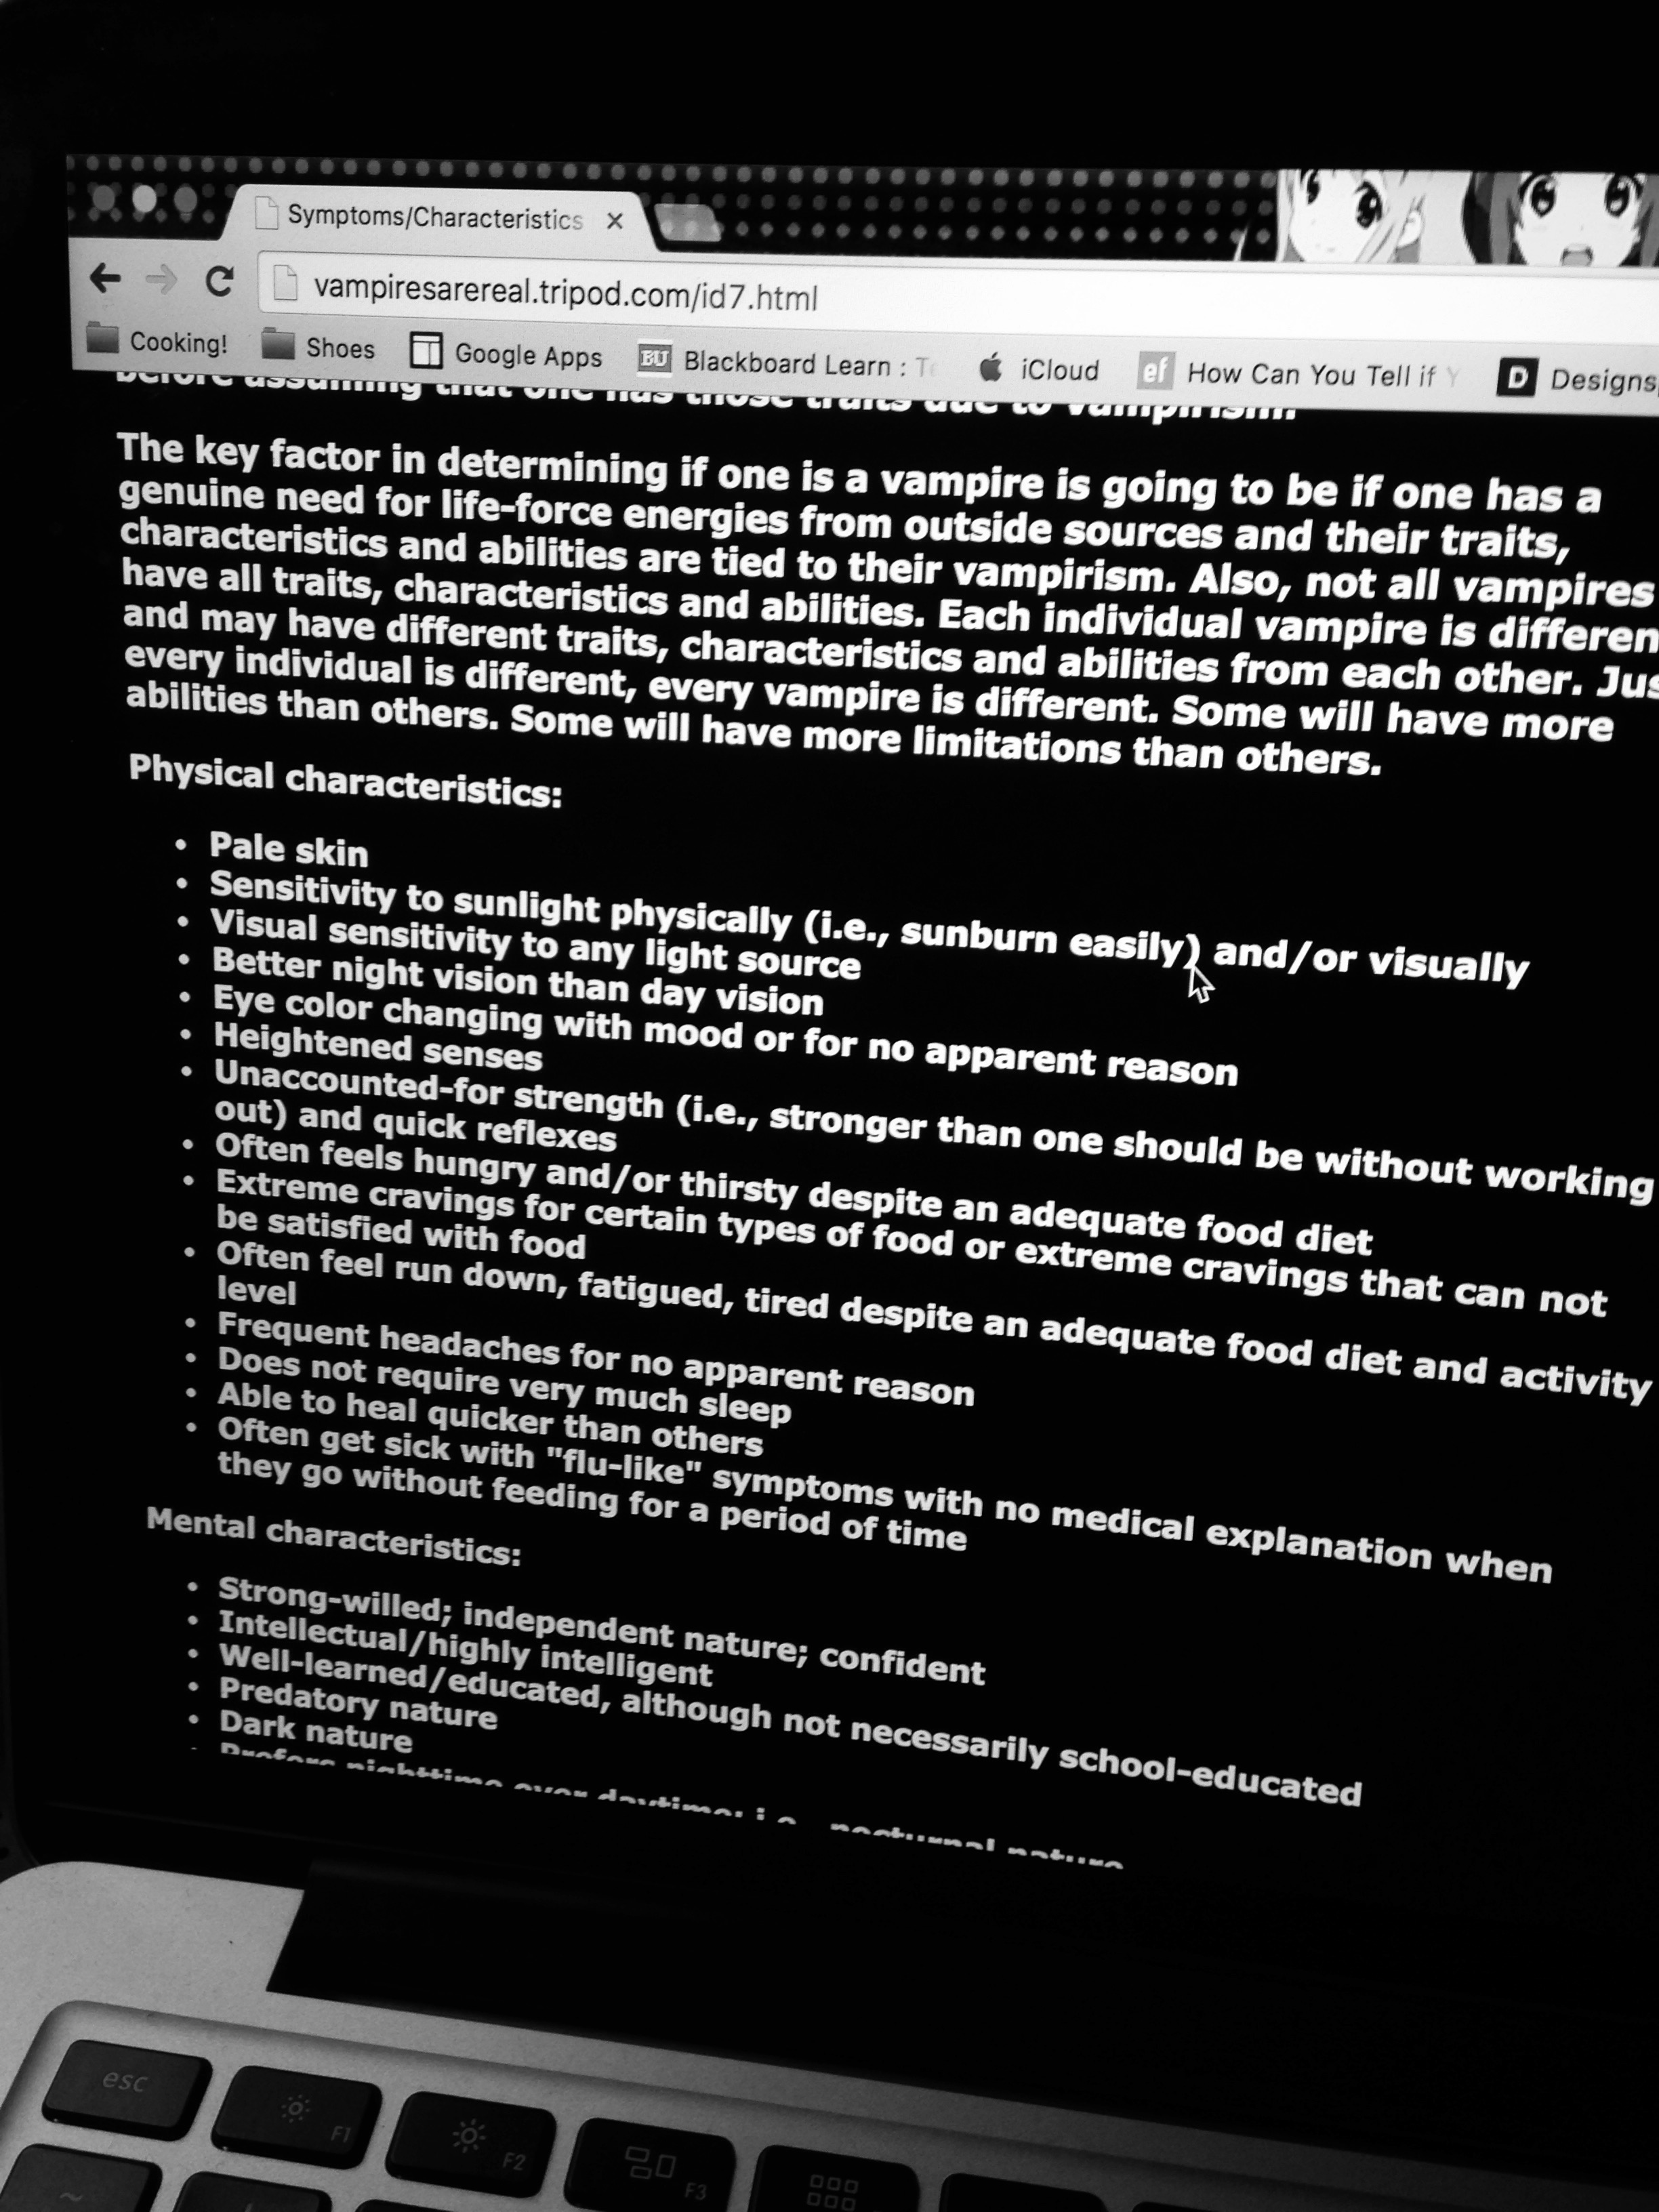 Symptoms/Characteristics
vampiresarereal.tripod.com/id7.html
Cooking! Shoes Google Apps BU Blackboard Learn : Te iCloud ef How Can You Tell if Y D Designs
before assuming that one has those traits due to vampirism.
The key factor in determining if one is a vampire is going to be if one has a
genuine need for life-force energies from outside sources and their traits,
characteristics and abilities are tied to their vampirism. Also, not all vampires
have all traits, characteristics and abilities. Each individual vampire is differen
and may have different traits, characteristics and abilities from each other. Jus
every individual is different, every vampire is different. Some will have more
abilities than others. Some will have more limitations than others.
Physical characteristics:
• Pale skin
• Sensitivity to sunlight physically (i.e., sunburn easily) and/or visually
• Visual sensitivity to any light source
• Better night vision than day vision
• Eye color changing with mood or for no apparent reason
• Heightened senses
• Unaccounted-for strength (i.e., stronger than one should be without working
out) and quick reflexes
• Often feels hungry and/or thirsty despite an adequate food diet
• Extreme cravings for certain types of food or extreme cravings that can not
be satisfied with food
• Often feel run down, fatigued, tired despite an adequate food diet and activity
level
• Frequent headaches for no apparent reason
• Does not require very much sleep
• Able to heal quicker than others
• Often get sick with "flu-like" symptoms with no medical explanation when
they go without feeding for a period of time
Mental characteristics:
• Strong-willed; independent nature; confident
• Intellectual/highly intelligent
• Well-learned/educated, although not necessarily school-educated
• Predatory nature
• Dark nature
• Prefers nighttime over daytime; i.e., nocturnal nature
esc F1 F2 F3
~